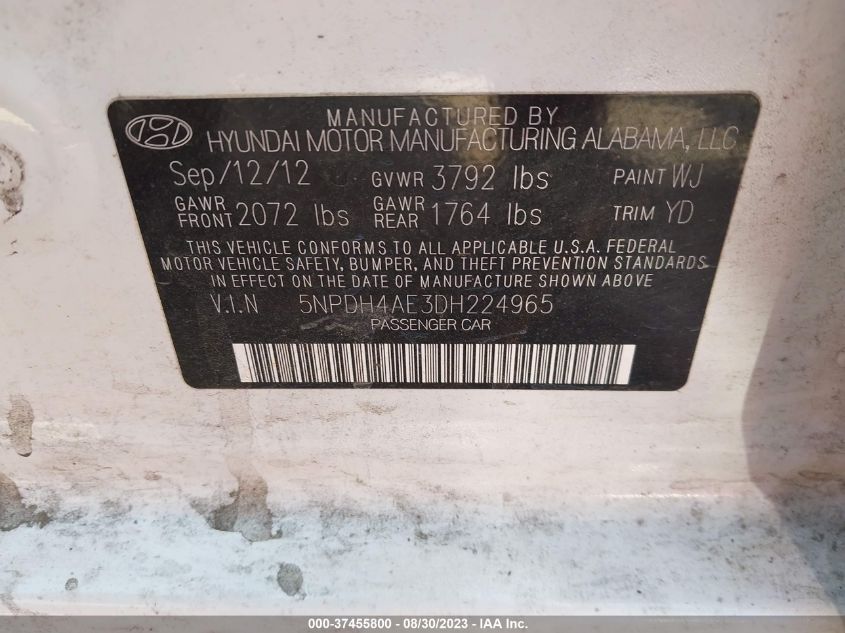 MANUFACTURED BY
HYUNDAI MOTOR MANUFACTURING ALABAMA, LLC
Sep/12/12 GVWR 3792 lbs PAINT WJ
GAWR FRONT 2072 lbs GAWR REAR 1764 lbs TRIM YD
THIS VEHICLE CONFORMS TO ALL APPLICABLE U.S.A. FEDERAL
MOTOR VEHICLE SAFETY, BUMPER, AND THEFT PREVENTION STANDARDS
IN EFFECT ON THE DATE OF MANUFACTURE SHOWN ABOVE
V.I.N 5NPDH4AE3DH224965
PASSENGER CAR
000-37455800 - 08/30/2023 - IAA Inc.